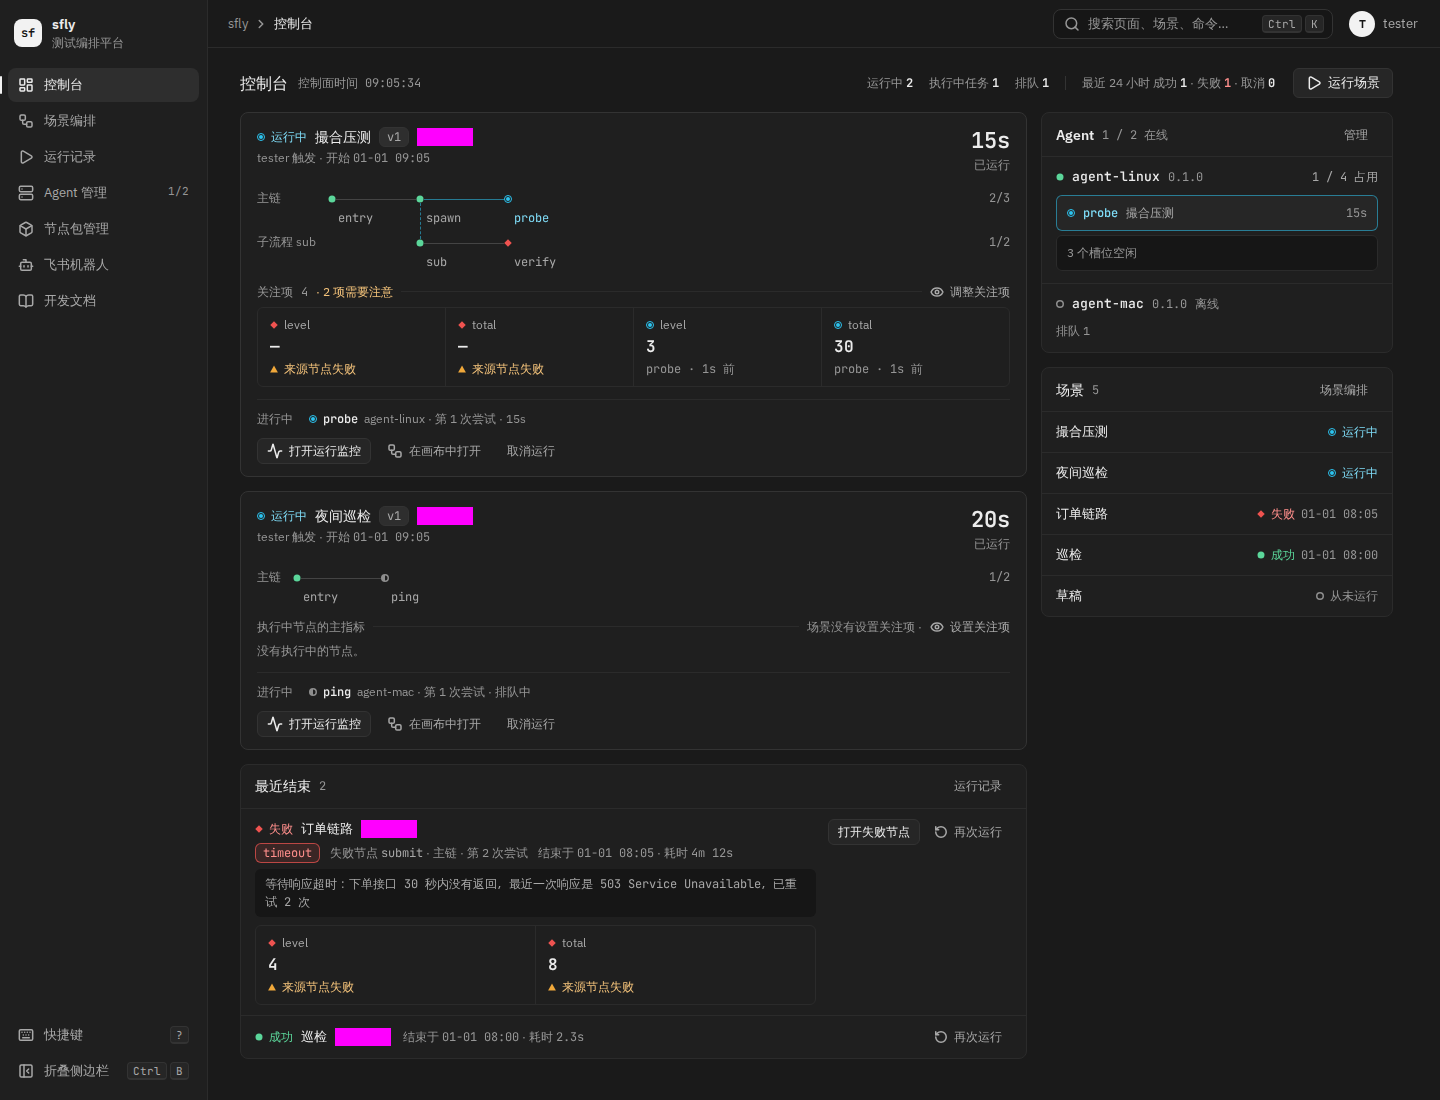 sf
sfly
测试编排平台
控制台
场景编排
运行记录
Agent 管理 1/2
节点包管理
飞书机器人
开发文档
快捷键 ?
折叠侧边栏 Ctrl B
sfly 控制台
搜索页面、场景、命令... Ctrl K
T tester
控制台 控制面时间 09:05:34
运行中 2 执行中任务 1 排队 1 最近 24 小时 成功 1 · 失败 1 · 取消 0
运行场景
运行中 撮合压测 v1
15s
tester 触发 · 开始 01-01 09:05
已运行
主链 2/3
entry spawn probe
子流程 sub 1/2
sub verify
关注项 4 · 2 项需要注意 调整关注项
level total level total
— — 3 30
来源节点失败 来源节点失败 probe · 1s 前 probe · 1s 前
进行中 probe agent-linux · 第 1 次尝试 · 15s
打开运行监控 在画布中打开 取消运行
运行中 夜间巡检 v1
20s
tester 触发 · 开始 01-01 09:05
已运行
主链 1/2
entry ping
执行中节点的主指标 场景没有设置关注项 · 设置关注项
没有执行中的节点。
进行中 ping agent-mac · 第 1 次尝试 · 排队中
打开运行监控 在画布中打开 取消运行
最近结束 2 运行记录
失败 订单链路
打开失败节点 再次运行
timeout 失败节点 submit · 主链 · 第 2 次尝试 结束于 01-01 08:05 · 耗时 4m 12s
等待响应超时：下单接口 30 秒内没有返回，最近一次响应是 503 Service Unavailable，已重
试 2 次
level total
4 8
来源节点失败 来源节点失败
成功 巡检 结束于 01-01 08:00 · 耗时 2.3s 再次运行
Agent 1 / 2 在线 管理
agent-linux 0.1.0 1 / 4 占用
probe 撮合压测 15s
3 个槽位空闲
agent-mac 0.1.0 离线
排队 1
场景 5 场景编排
撮合压测 运行中
夜间巡检 运行中
订单链路 失败 01-01 08:05
巡检 成功 01-01 08:00
草稿 从未运行